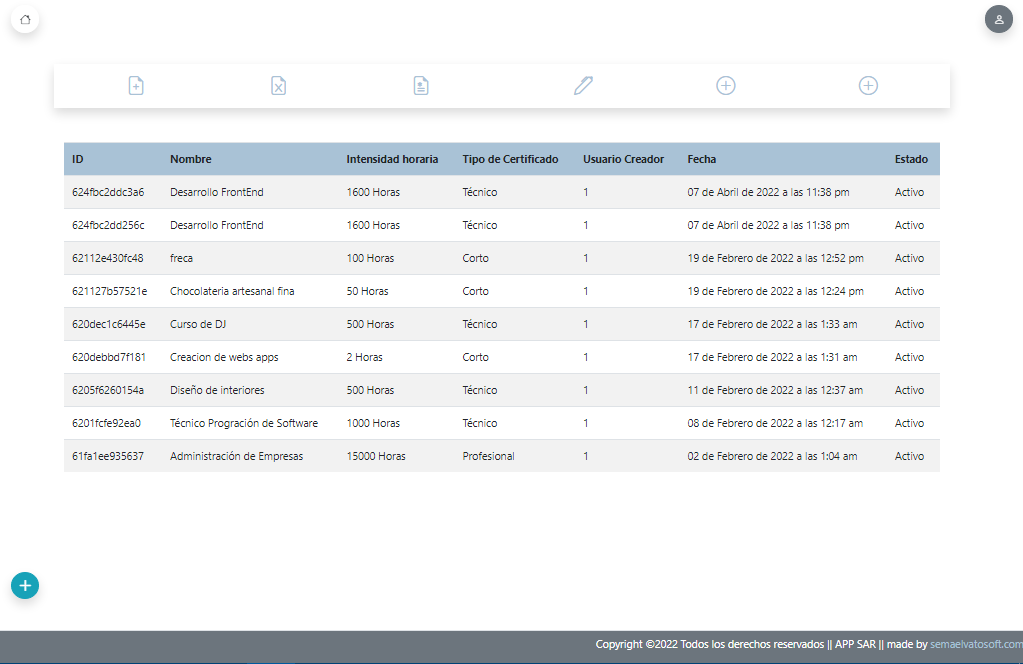 ID Nombre Intensidad horaria Tipo de Certificado Usuario Creador Fecha Estado
624fbc2ddc3a6 Desarrollo FrontEnd 1600 Horas Técnico 1 07 de Abril de 2022 a las 11:38 pm Activo
624fbc2dd256c Desarrollo FrontEnd 1600 Horas Técnico 1 07 de Abril de 2022 a las 11:38 pm Activo
62112e430fc48 freca 100 Horas Corto 1 19 de Febrero de 2022 a las 12:52 pm Activo
621127b57521e Chocolateria artesanal fina 50 Horas Corto 1 19 de Febrero de 2022 a las 12:24 pm Activo
620dec1c6445e Curso de DJ 500 Horas Técnico 1 17 de Febrero de 2022 a las 1:33 am Activo
620debbd7f181 Creacion de webs apps 2 Horas Corto 1 17 de Febrero de 2022 a las 1:31 am Activo
6205f6260154a Diseño de interiores 500 Horas Técnico 1 11 de Febrero de 2022 a las 12:37 am Activo
6201fcfe92ea0 Técnico Progración de Software 1000 Horas Técnico 1 08 de Febrero de 2022 a las 12:17 am Activo
61fa1ee935637 Administración de Empresas 15000 Horas Profesional 1 02 de Febrero de 2022 a las 1:04 am Activo
Copyright ©2022 Todos los derechos reservados || APP SAR || made by semaelvatosoft.com